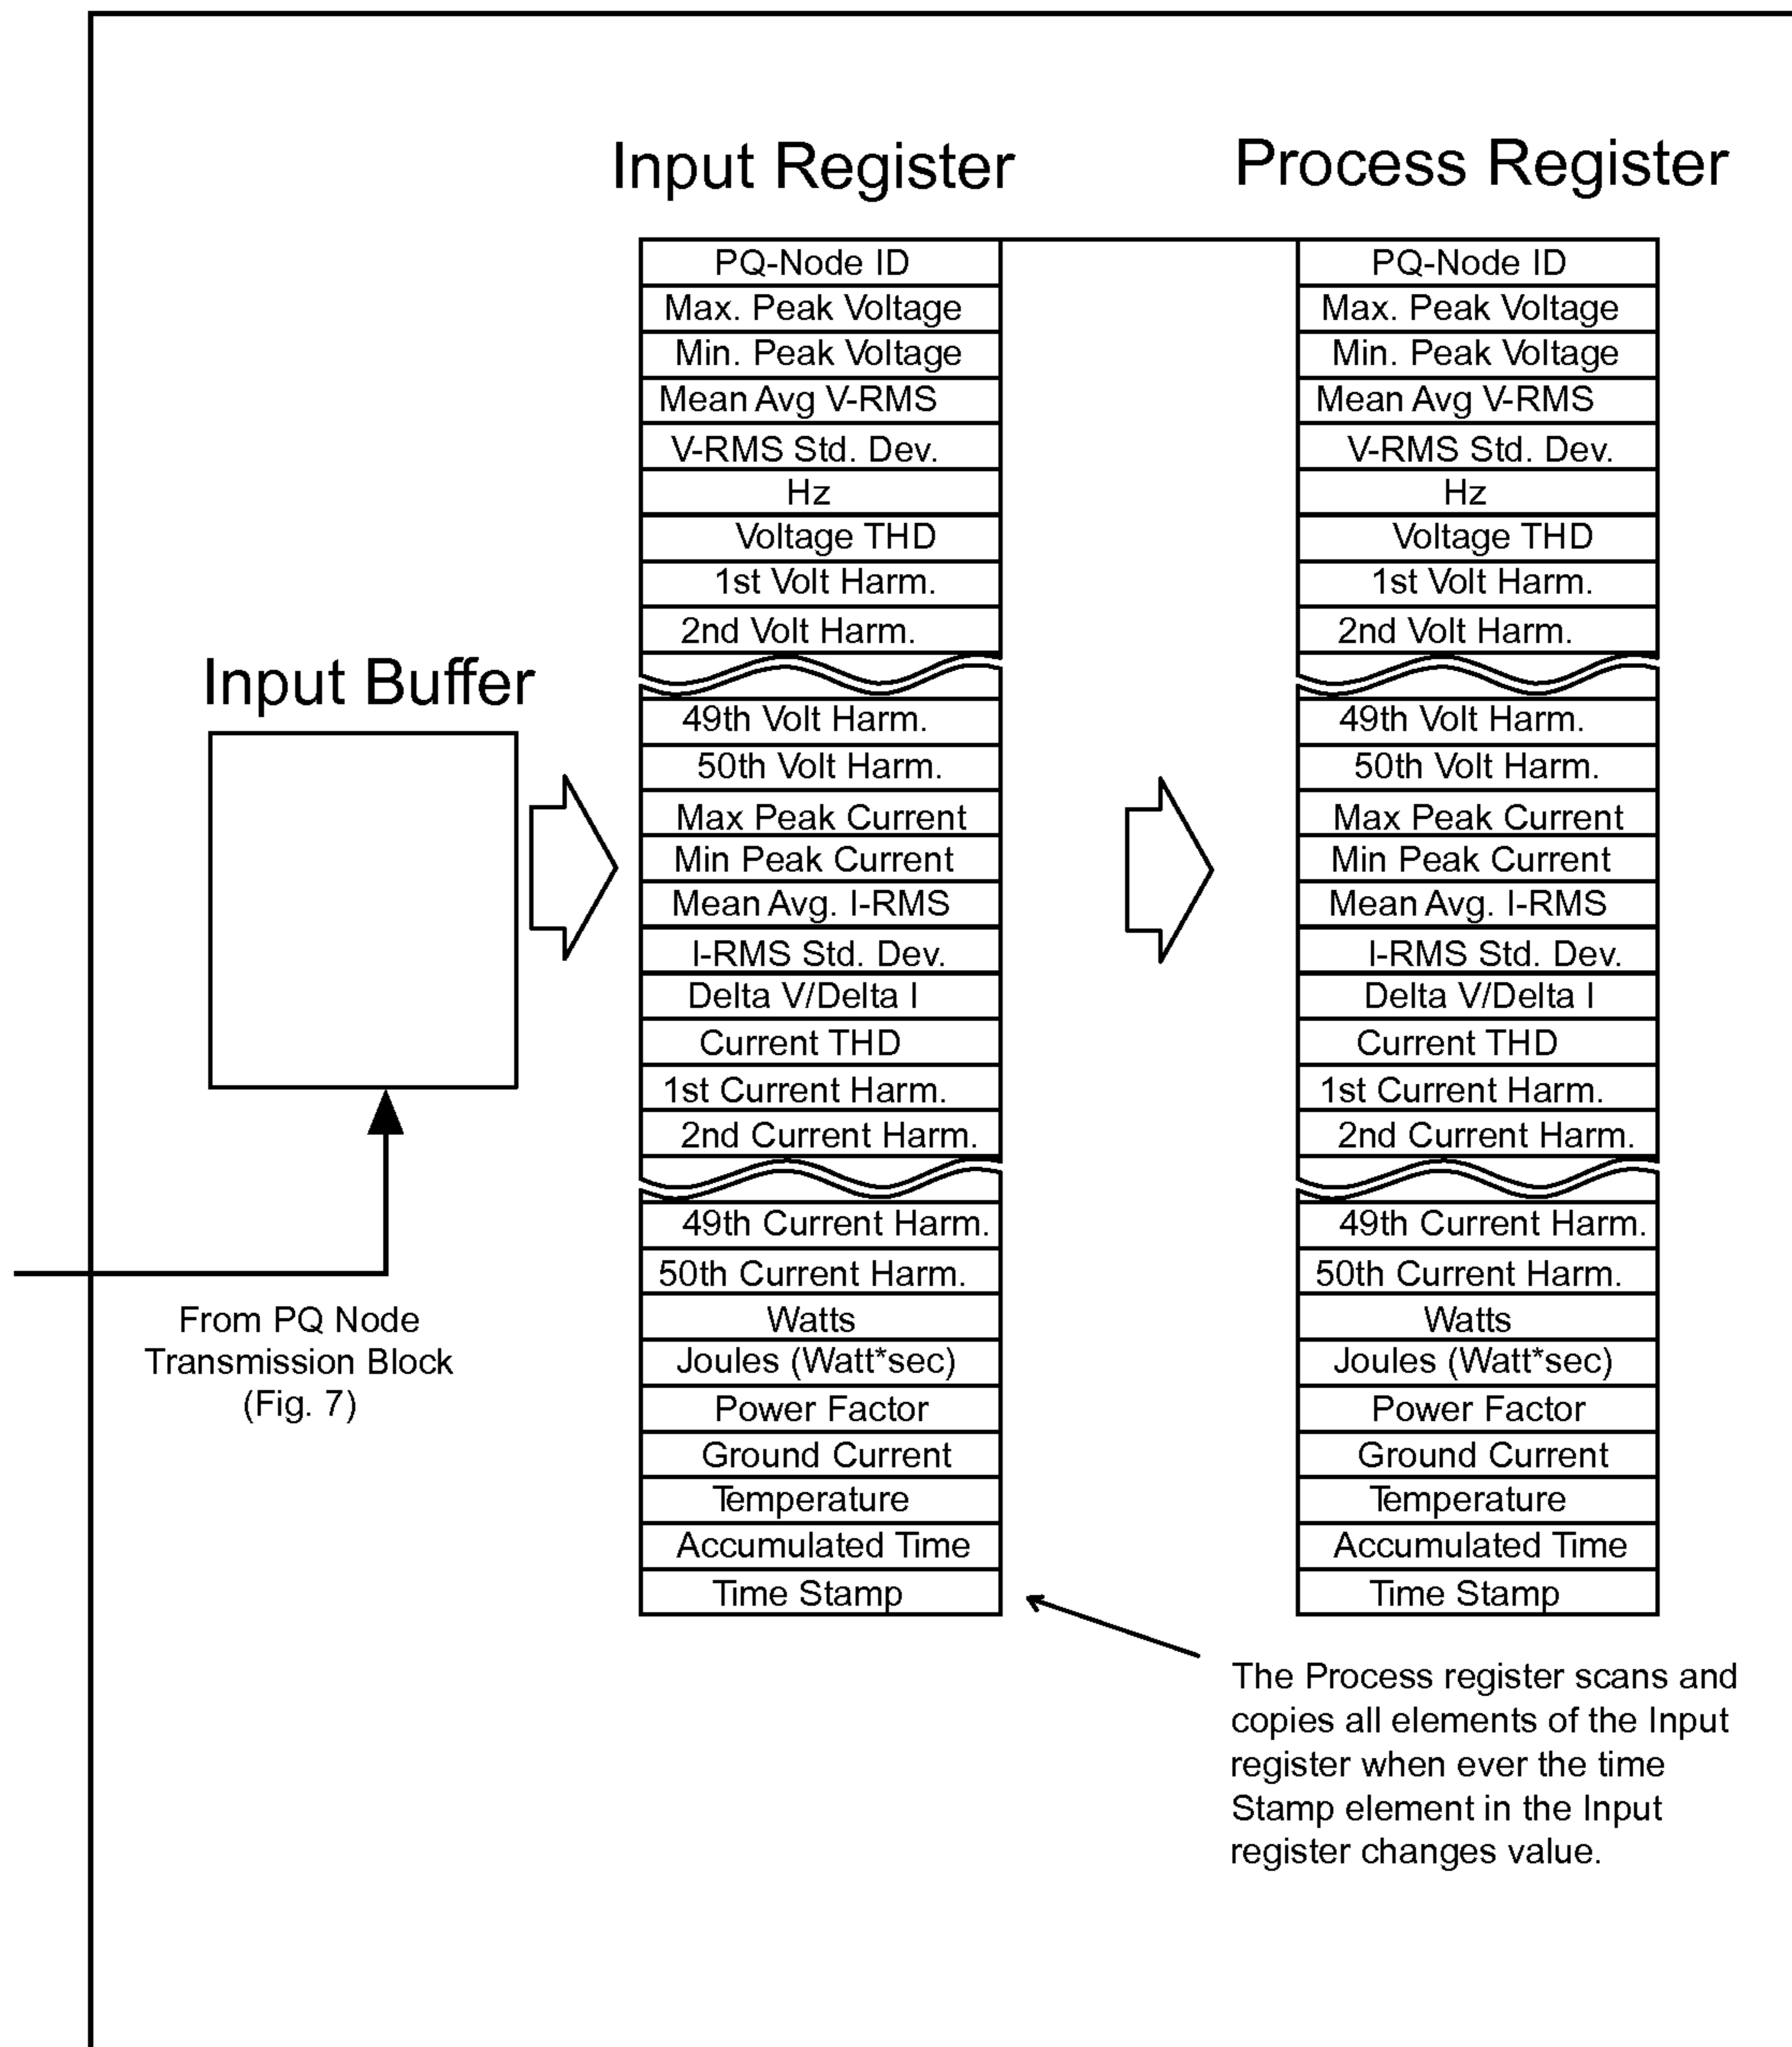 Input Register
Process Register
PQ-Node ID
Max. Peak Voltage
Min. Peak Voltage
Mean Avg V-RMS
V-RMS Std. Dev.
Hz
Voltage THD
1st Volt Harm.
2nd Volt Harm.
49th Volt Harm.
50th Volt Harm.
Max Peak Current
Min Peak Current
Mean Avg. I-RMS
I-RMS Std. Dev.
Delta V/Delta I
Current THD
1st Current Harm.
2nd Current Harm.
49th Current Harm.
50th Current Harm.
Watts
Joules (Watt*sec)
Power Factor
Ground Current
Temperature
Accumulated Time
Time Stamp
PQ-Node ID
Max. Peak Voltage
Min. Peak Voltage
Mean Avg V-RMS
V-RMS Std. Dev.
Hz
Voltage THD
1st Volt Harm.
2nd Volt Harm.
49th Volt Harm.
50th Volt Harm.
Max Peak Current
Min Peak Current
Mean Avg. I-RMS
I-RMS Std. Dev.
Delta V/Delta I
Current THD
1st Current Harm.
2nd Current Harm.
49th Current Harm.
50th Current Harm.
Watts
Joules (Watt*sec)
Power Factor
Ground Current
Temperature
Accumulated Time
Time Stamp
Input Buffer
From PQ Node
Transmission Block
(Fig. 7)
The Process register scans and
copies all elements of the Input
register when ever the time
Stamp element in the Input
register changes value.